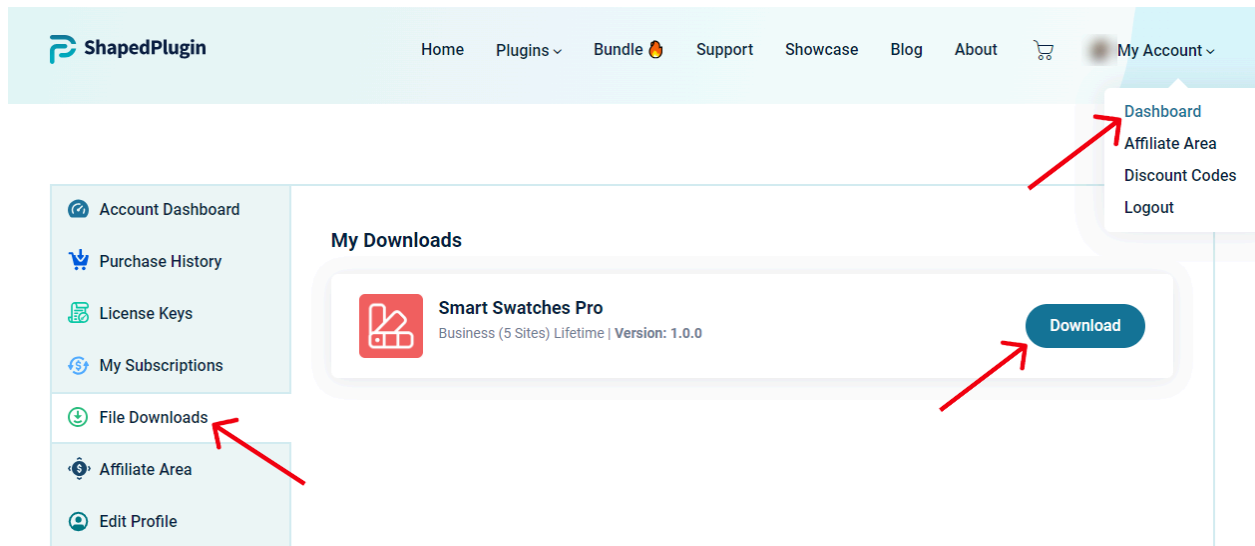 ShapedPlugin
Home Plugins Bundle Support Showcase Blog About My Account
Dashboard
Affiliate Area
Discount Codes
Logout
Account Dashboard
Purchase History
License Keys
My Subscriptions
File Downloads
Affiliate Area
Edit Profile
My Downloads
Smart Swatches Pro
Business (5 Sites) Lifetime | Version: 1.0.0
Download